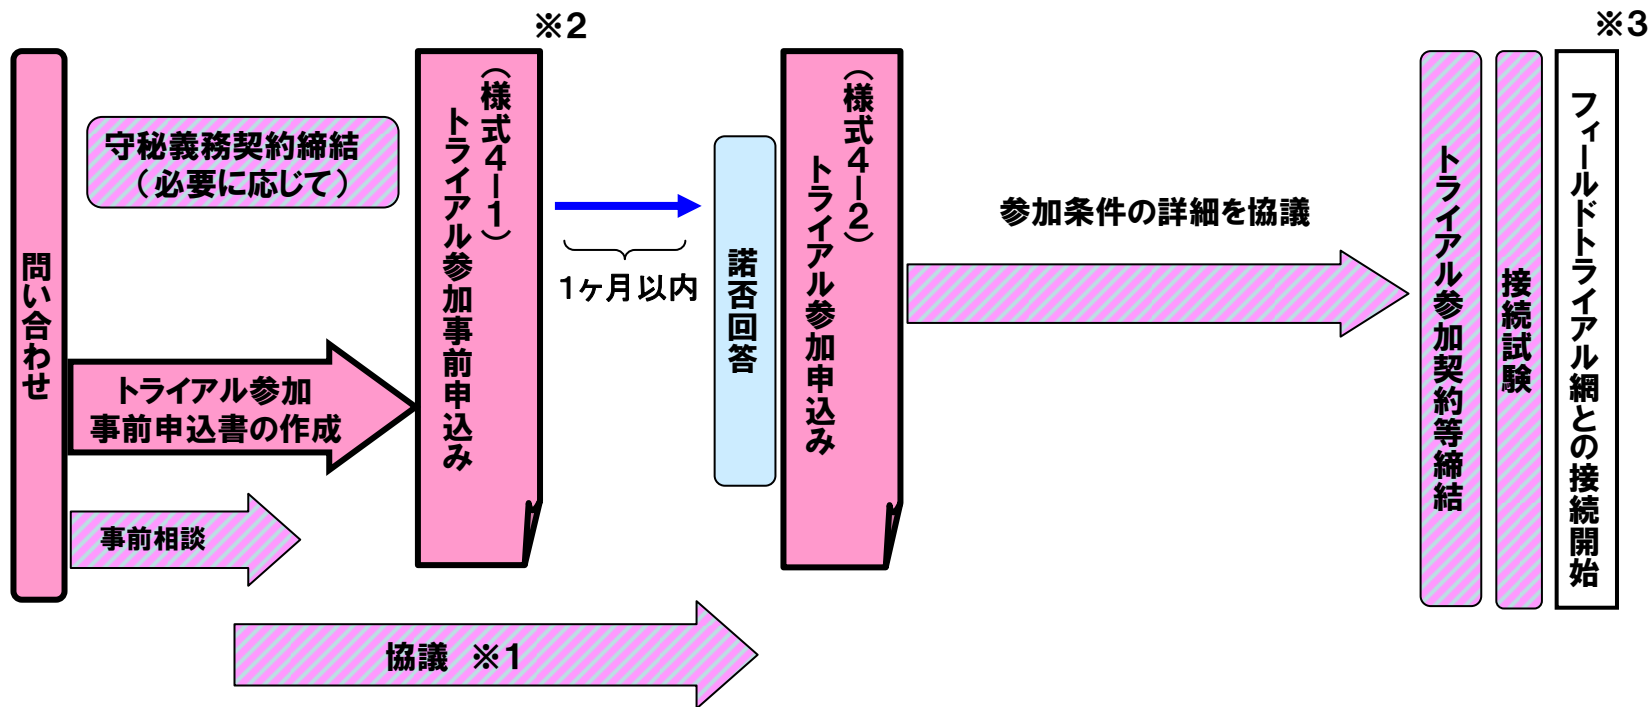 ※2
※3
問い合わせ
守秘義務契約締結
（必要に応じて）
トライアル参加
事前申込書の作成
事前相談
協議 ※1
（様式4－1）
トライアル参加事前申込み
1ヶ月以内
諾否回答
（様式4－2）
トライアル参加申込み
参加条件の詳細を協議
トライアル参加契約等締結
接続試験
フィールドトライアル網との接続開始